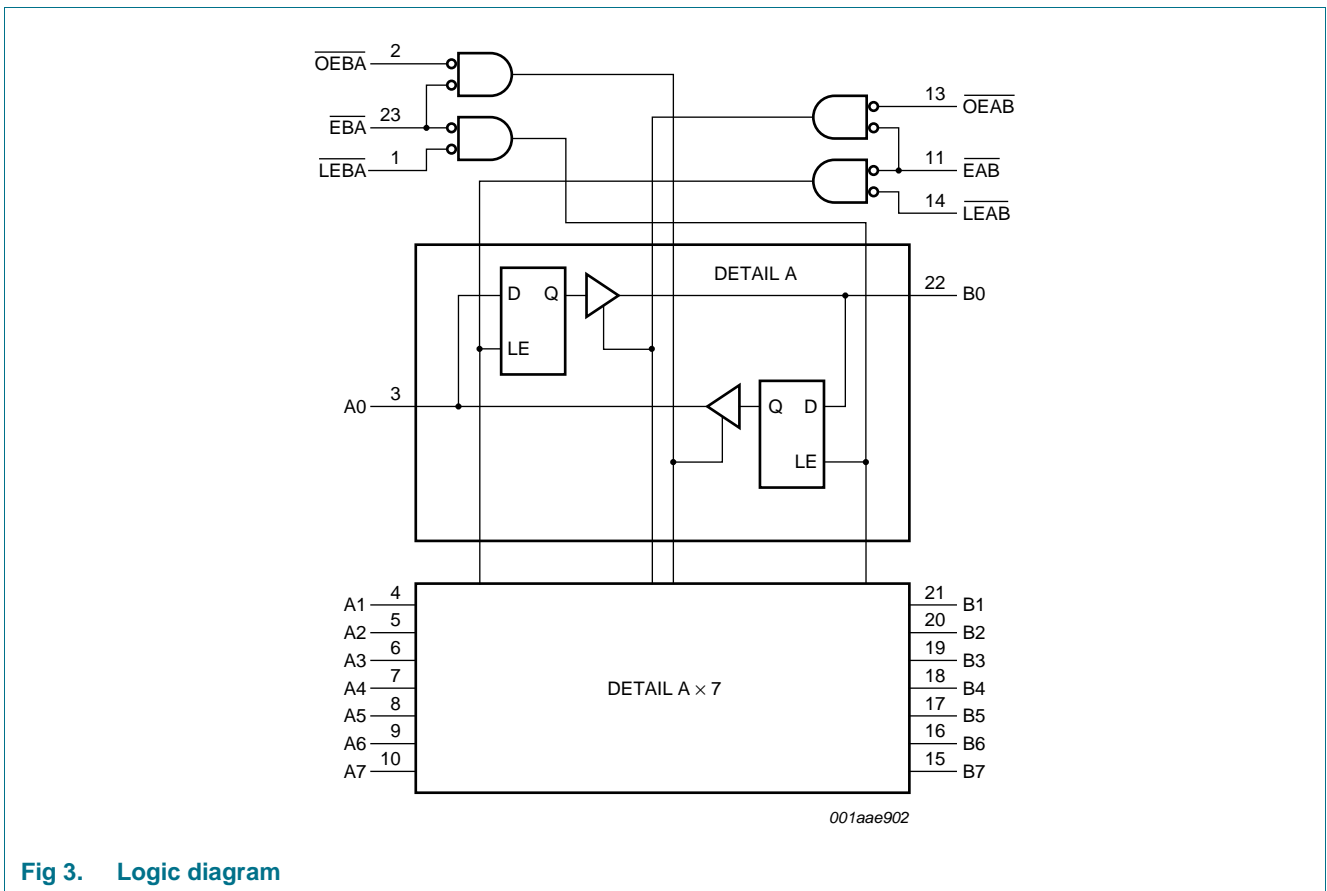 OEBA 2
EBA 23
LEBA 1
13 OEAB
11 EAB
14 LEAB
DETAIL A
D Q
LE
22 B0
A0 3
Q D
LE
A1 4
A2 5
A3 6
A4 7
A5 8
A6 9
A7 10
DETAIL A × 7
21 B1
20 B2
19 B3
18 B4
17 B5
16 B6
15 B7
001aae902
Fig 3. Logic diagram